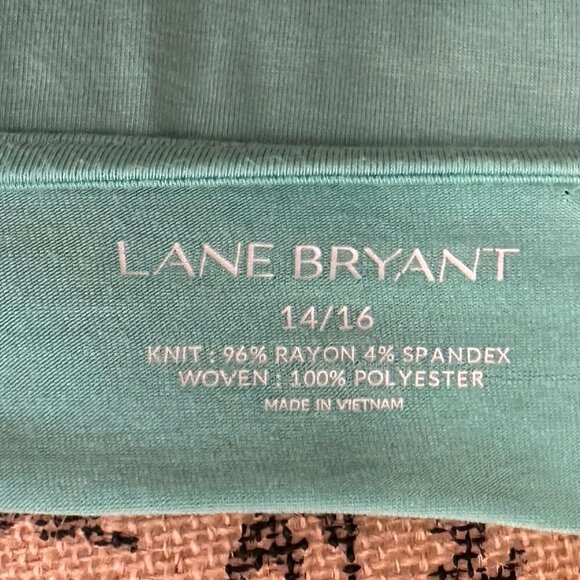 LANE BRYANT
14/16
KNIT : 96% RAYON 4% SPANDEX
WOVEN : 100% POLYESTER
MADE IN VIETNAM